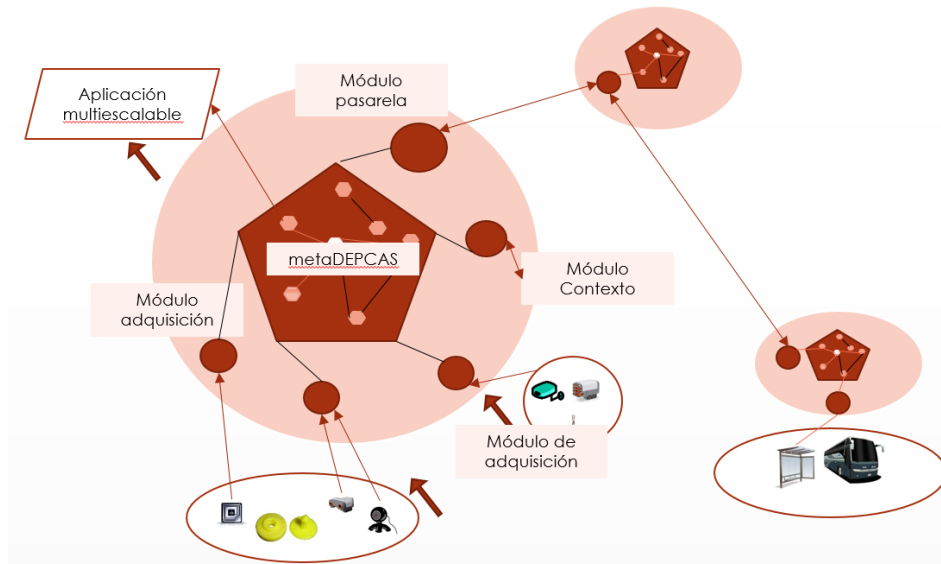 Aplicación
multiescalable
Módulo
pasarela
metaDEPCAS
Módulo
Contexto
Módulo
adquisición
Módulo de
adquisición